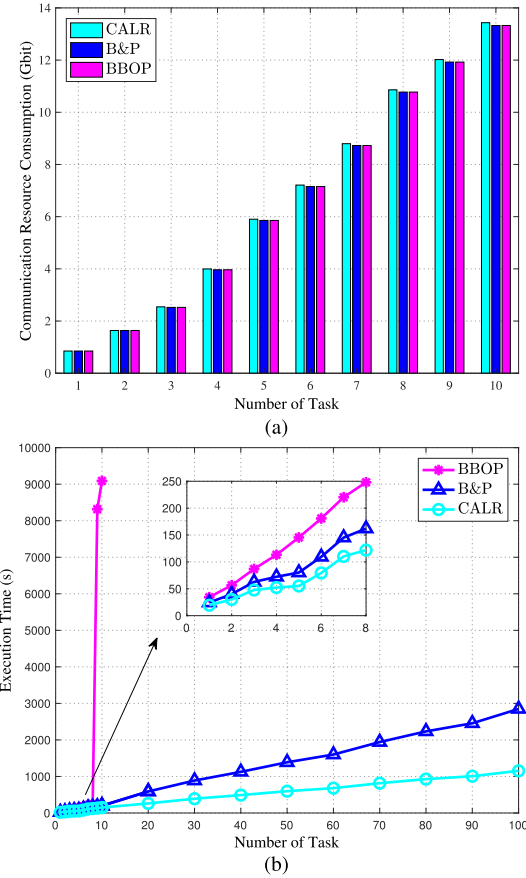 14
12
10
8
6
4
2
0
Communication Resource Consumption (Gbit)
CALR
B&P
BBOP
1 2 3 4 5 6 7 8 9 10
Number of Task
(a)
10000
9000
8000
7000
6000
5000
4000
3000
2000
1000
0
Execution Time (s)
BBOP
B&P
CALR
250
200
150
100
50
0
0 2 4 6 8
0 10 20 30 40 50 60 70 80 90 100
Number of Task
(b)